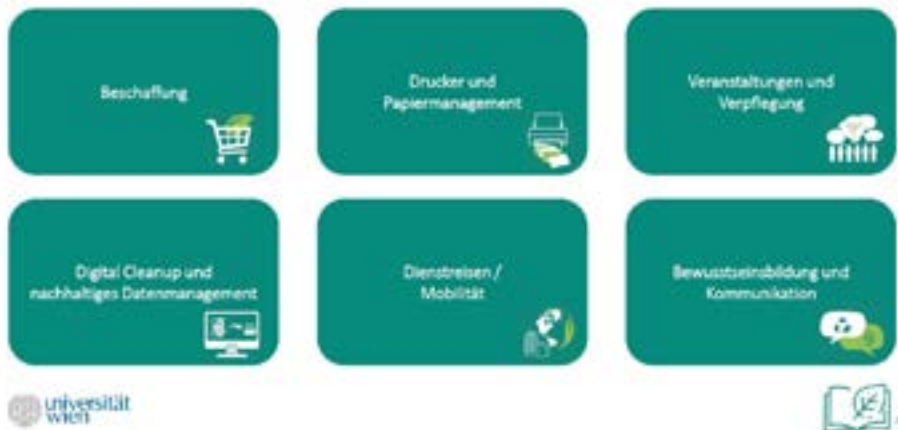 Beschaffung
Drucker und
Papiermanagement
Veranstaltungen und
Verpflegung
Digital Cleanup und
nachhaltiges Datenmanagement
Dienstreisen /
Mobilität
Bewusstseinsbildung und
Kommunikation
universität
wien